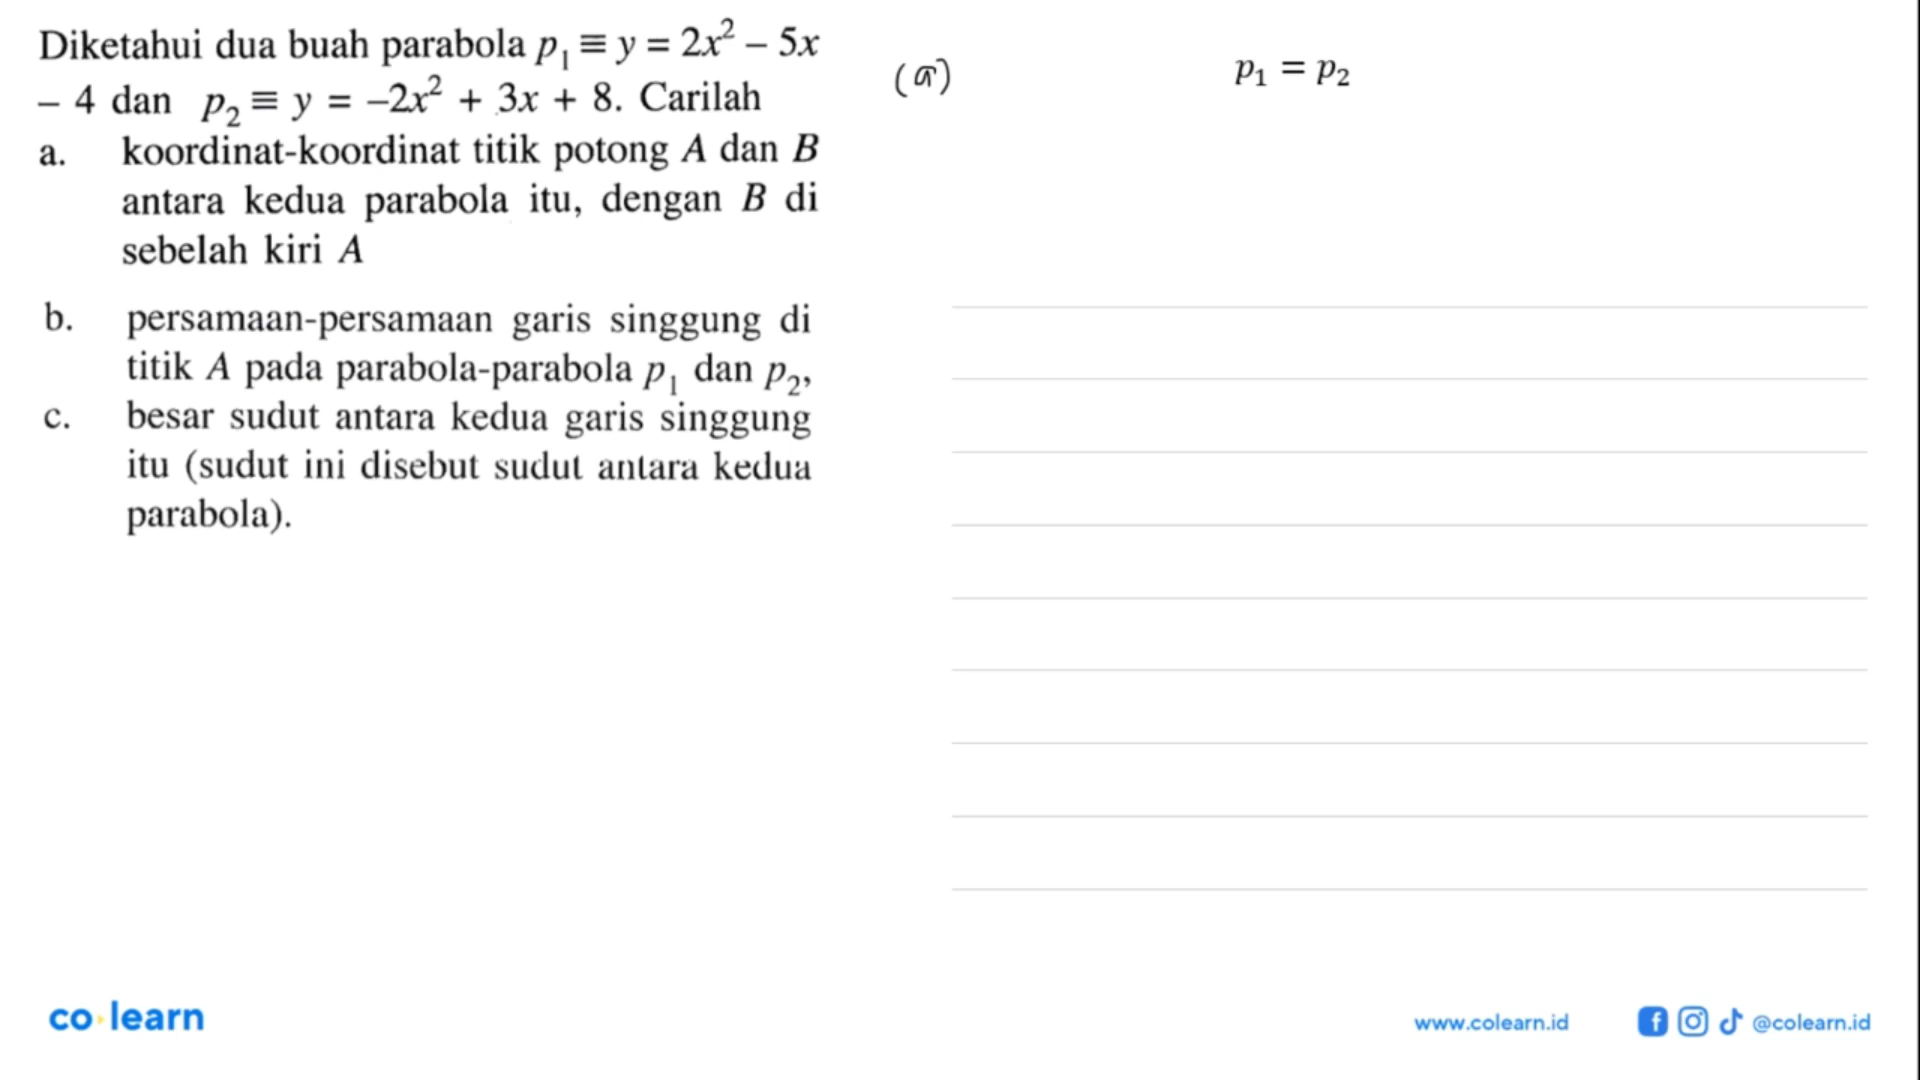 Diketahui dua buah parabola p₁ ≡ y = 2x² – 5x
– 4 dan p₂ ≡ y = –2x² + 3x + 8. Carilah
a. koordinat-koordinat titik potong A dan B
antara kedua parabola itu, dengan B di
sebelah kiri A
b. persamaan-persamaan garis singgung di
titik A pada parabola-parabola p₁ dan p₂,
c. besar sudut antara kedua garis singgung
itu (sudut ini disebut sudut antara kedua
parabola).
(a) p₁ = p₂
co learn
www.colearn.id @colearn.id